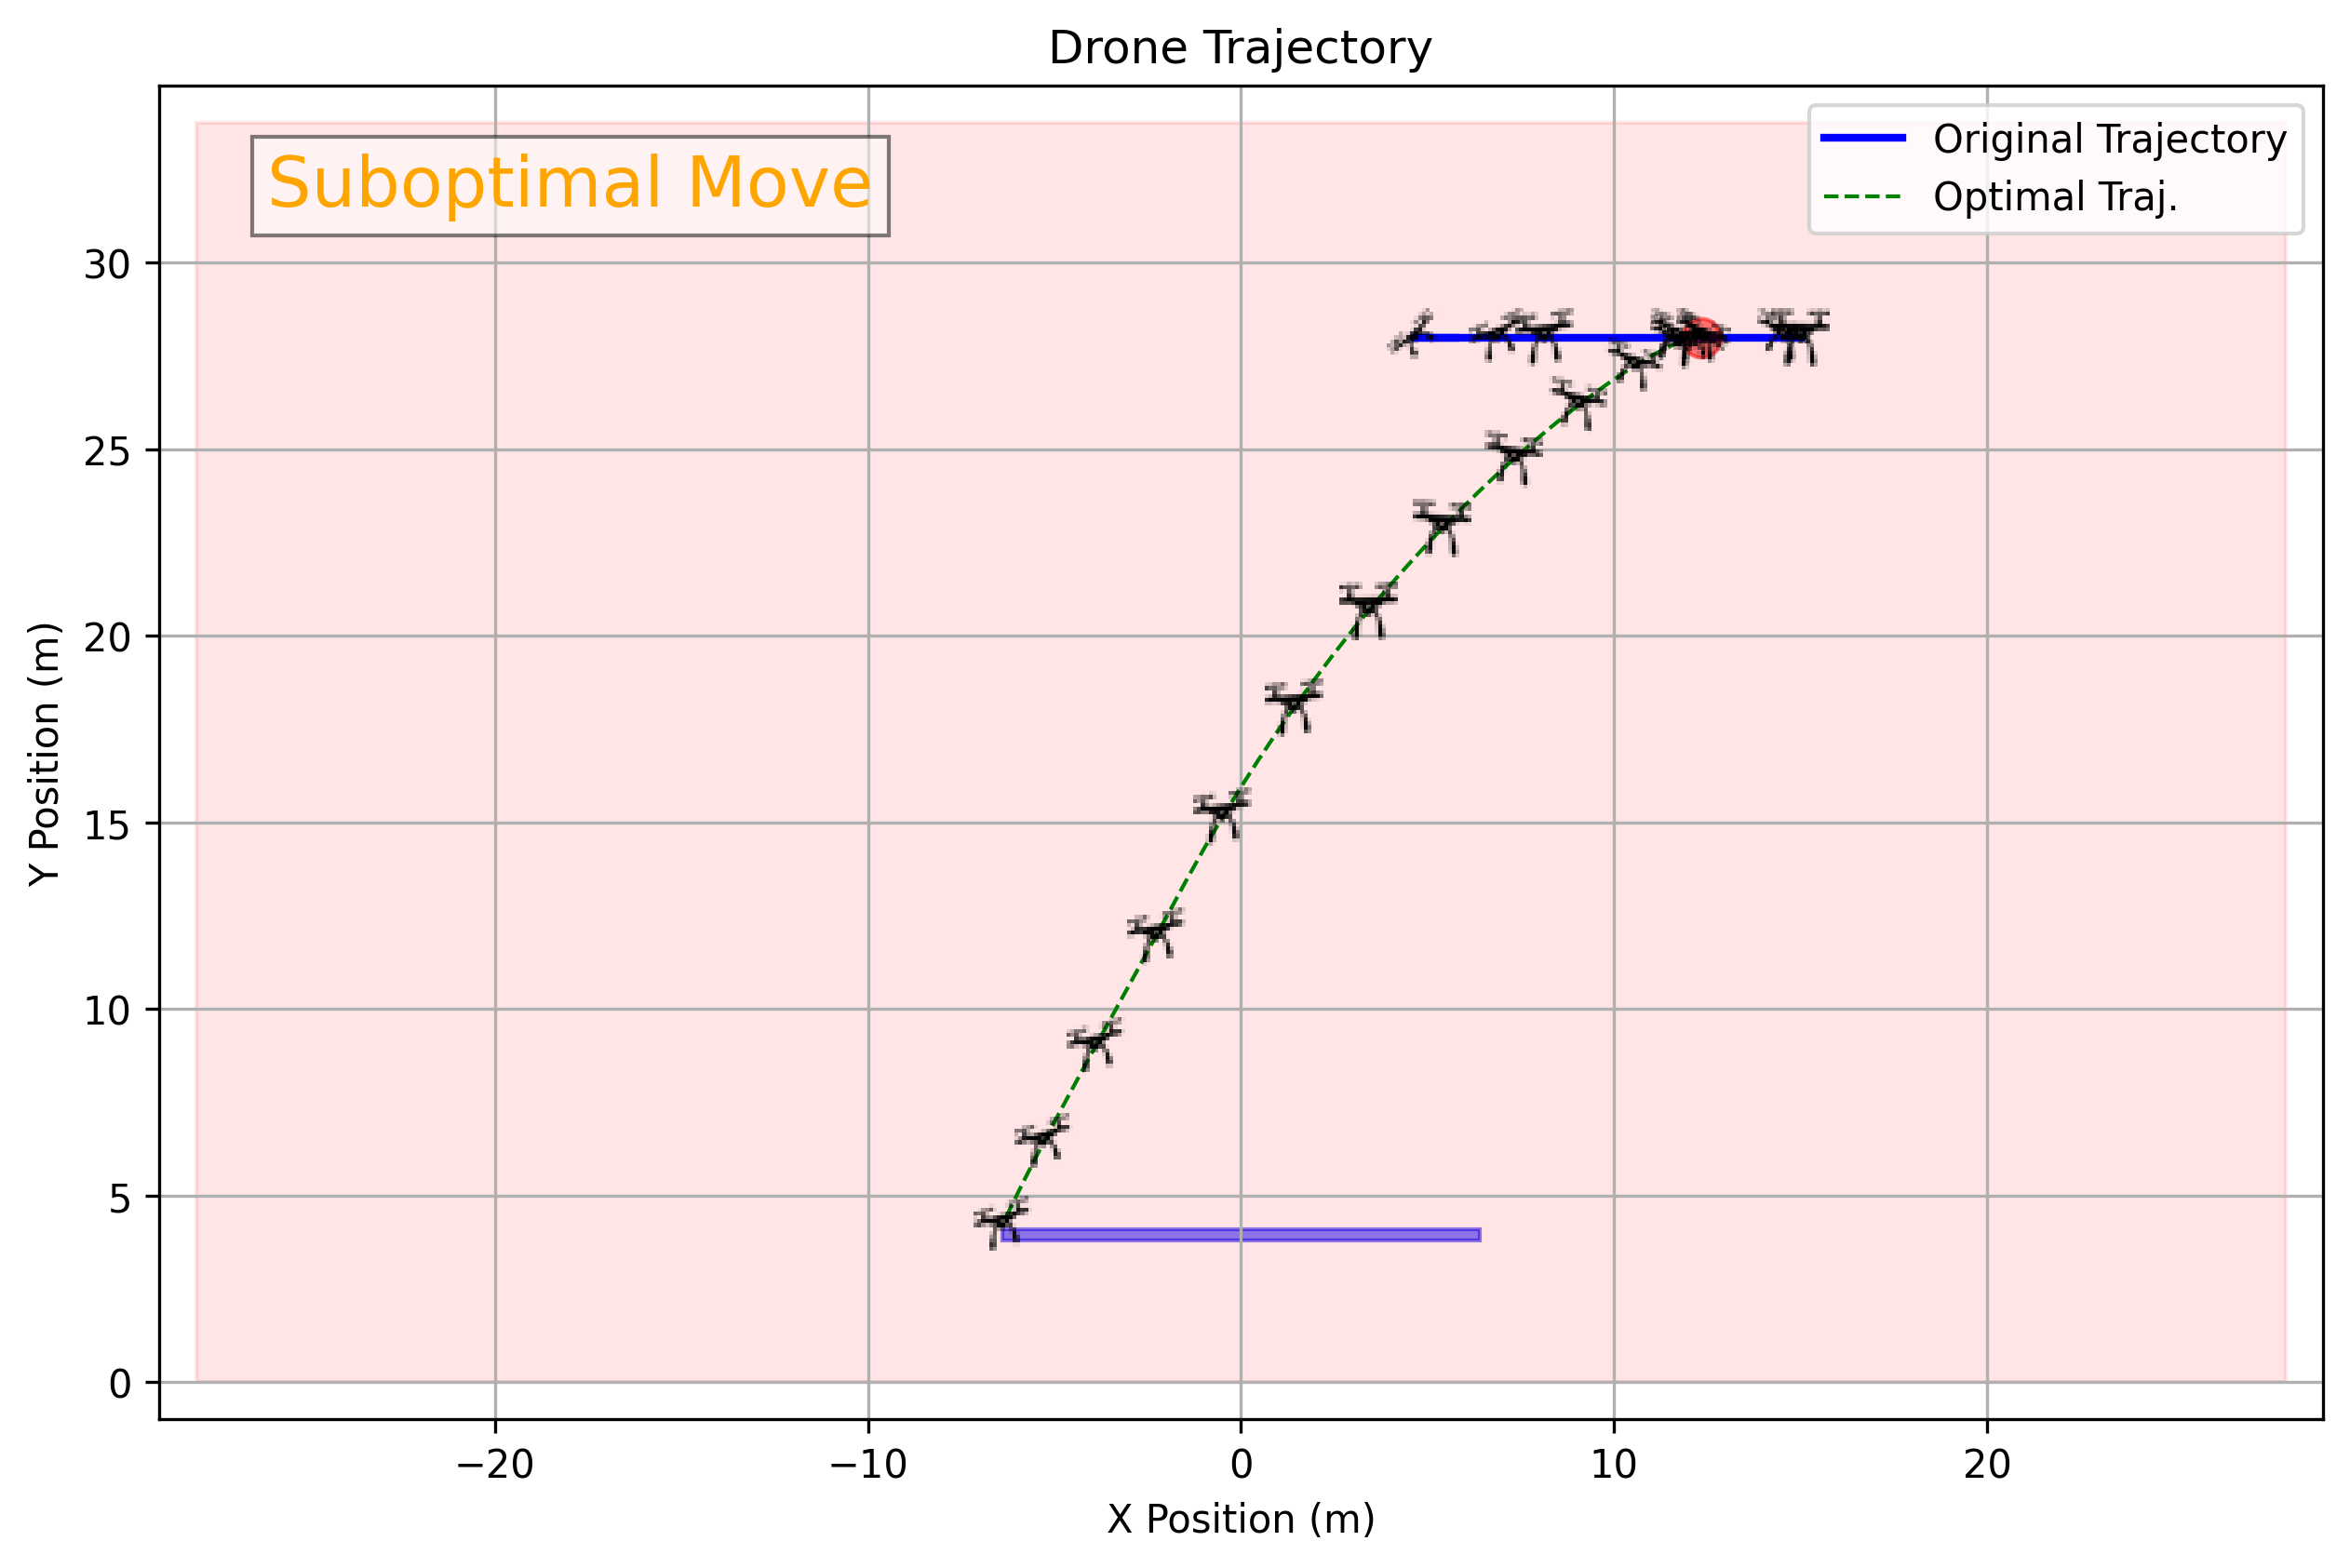 Drone Trajectory
Suboptimal Move
Original Trajectory
Optimal Traj.
30
25
20
15
10
5
0
Y Position (m)
−20
−10
0
10
20
X Position (m)